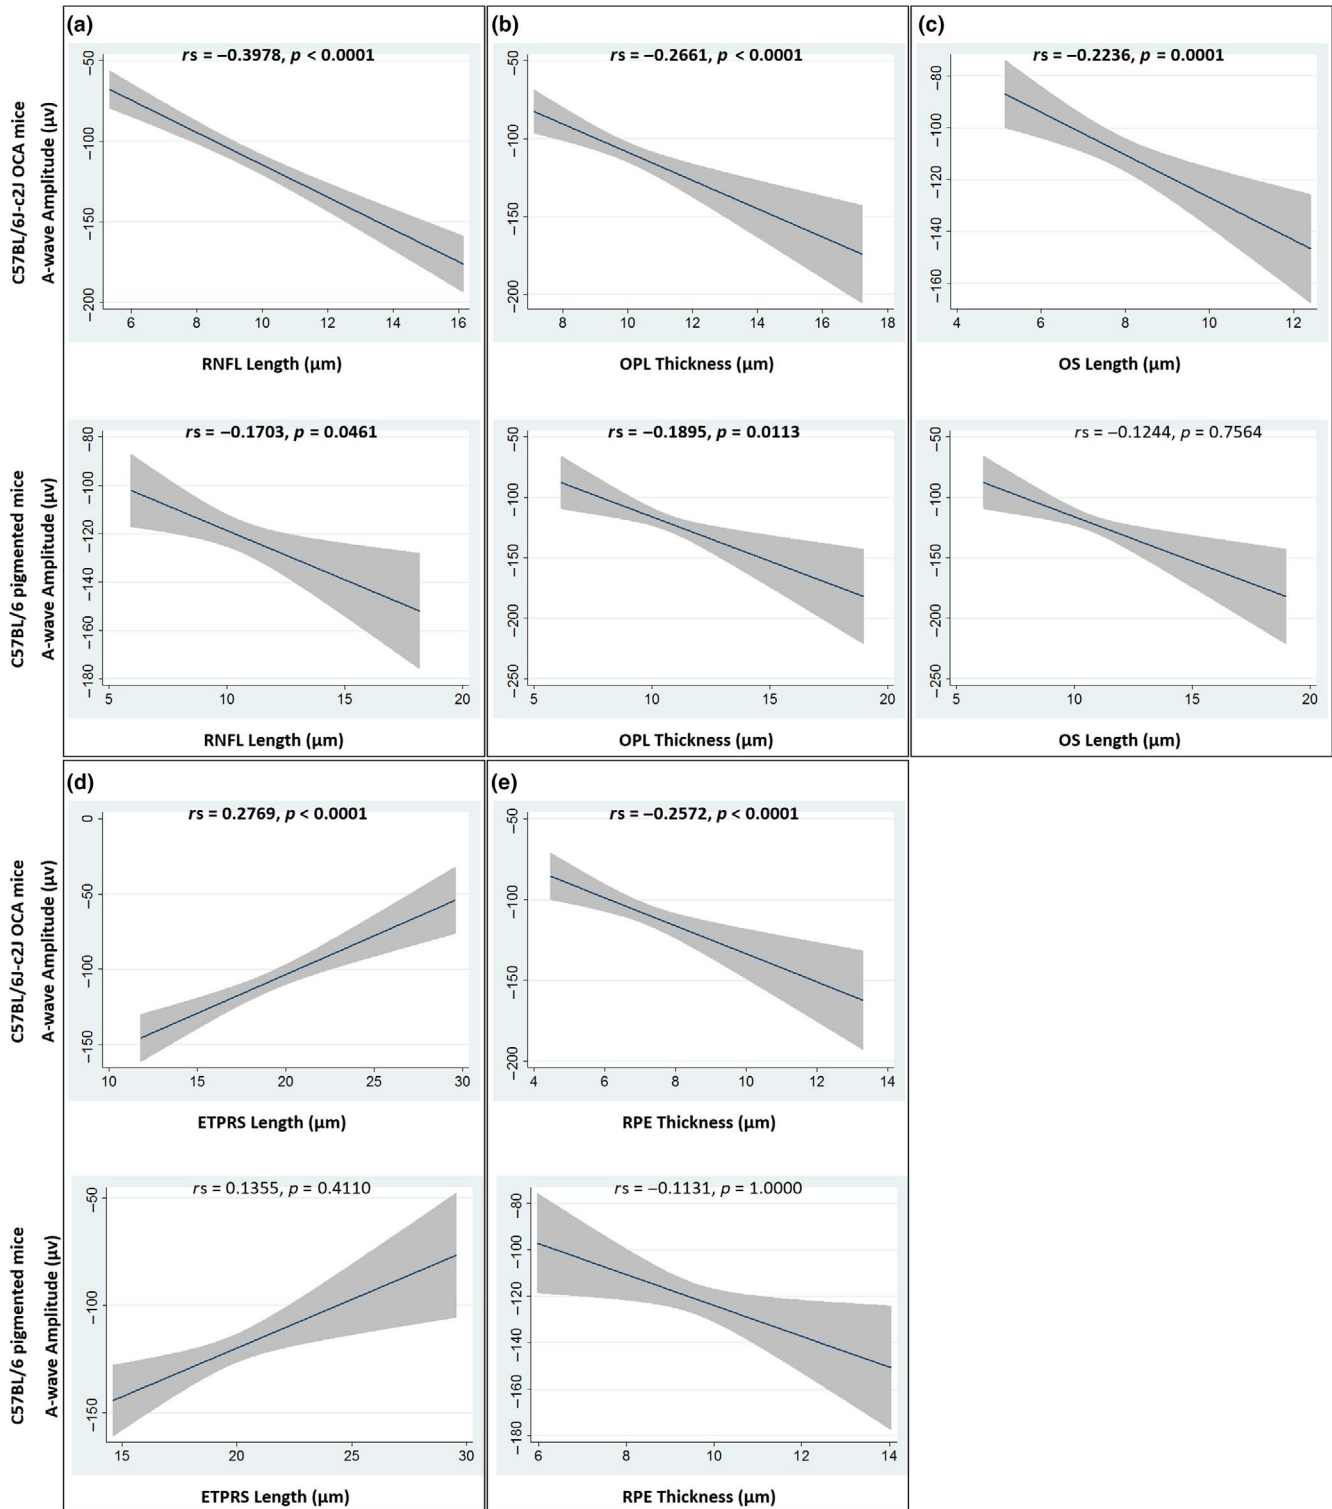 (a)
rs = –0.3978, p < 0.0001
C57BL/6J-c2J OCA mice
A-wave Amplitude (μv)
−50
−100
−150
−200
6 8 10 12 14 16
RNFL Length (μm)
(b)
rs = –0.2661, p < 0.0001
−50
−100
−150
−200
8 10 12 14 16 18
OPL Thickness (μm)
(c)
rs = –0.2236, p = 0.0001
−80
−100
−120
−140
−160
4 6 8 10 12
OS Length (μm)
rs = –0.1703, p = 0.0461
C57BL/6 pigmented mice
A-wave Amplitude (μv)
−80
−100
−120
−140
−160
−180
5 10 15 20
RNFL Length (μm)
rs = –0.1895, p = 0.0113
−50
−100
−150
−200
−250
5 10 15 20
OPL Thickness (μm)
rs = –0.1244, p = 0.7564
−50
−100
−150
−200
−250
5 10 15 20
OS Length (μm)
(d)
rs = 0.2769, p < 0.0001
C57BL/6J-c2J OCA mice
A-wave Amplitude (μv)
0
−50
−100
−150
10 15 20 25 30
ETPRS Length (μm)
(e)
rs = –0.2572, p < 0.0001
−50
−100
−150
−200
4 6 8 10 12 14
RPE Thickness (μm)
rs = 0.1355, p = 0.4110
C57BL/6 pigmented mice
A-wave Amplitude (μv)
−50
−100
−150
15 20 25 30
ETPRS Length (μm)
rs = –0.1131, p = 1.0000
−80
−100
−120
−140
−160
−180
6 8 10 12 14
RPE Thickness (μm)